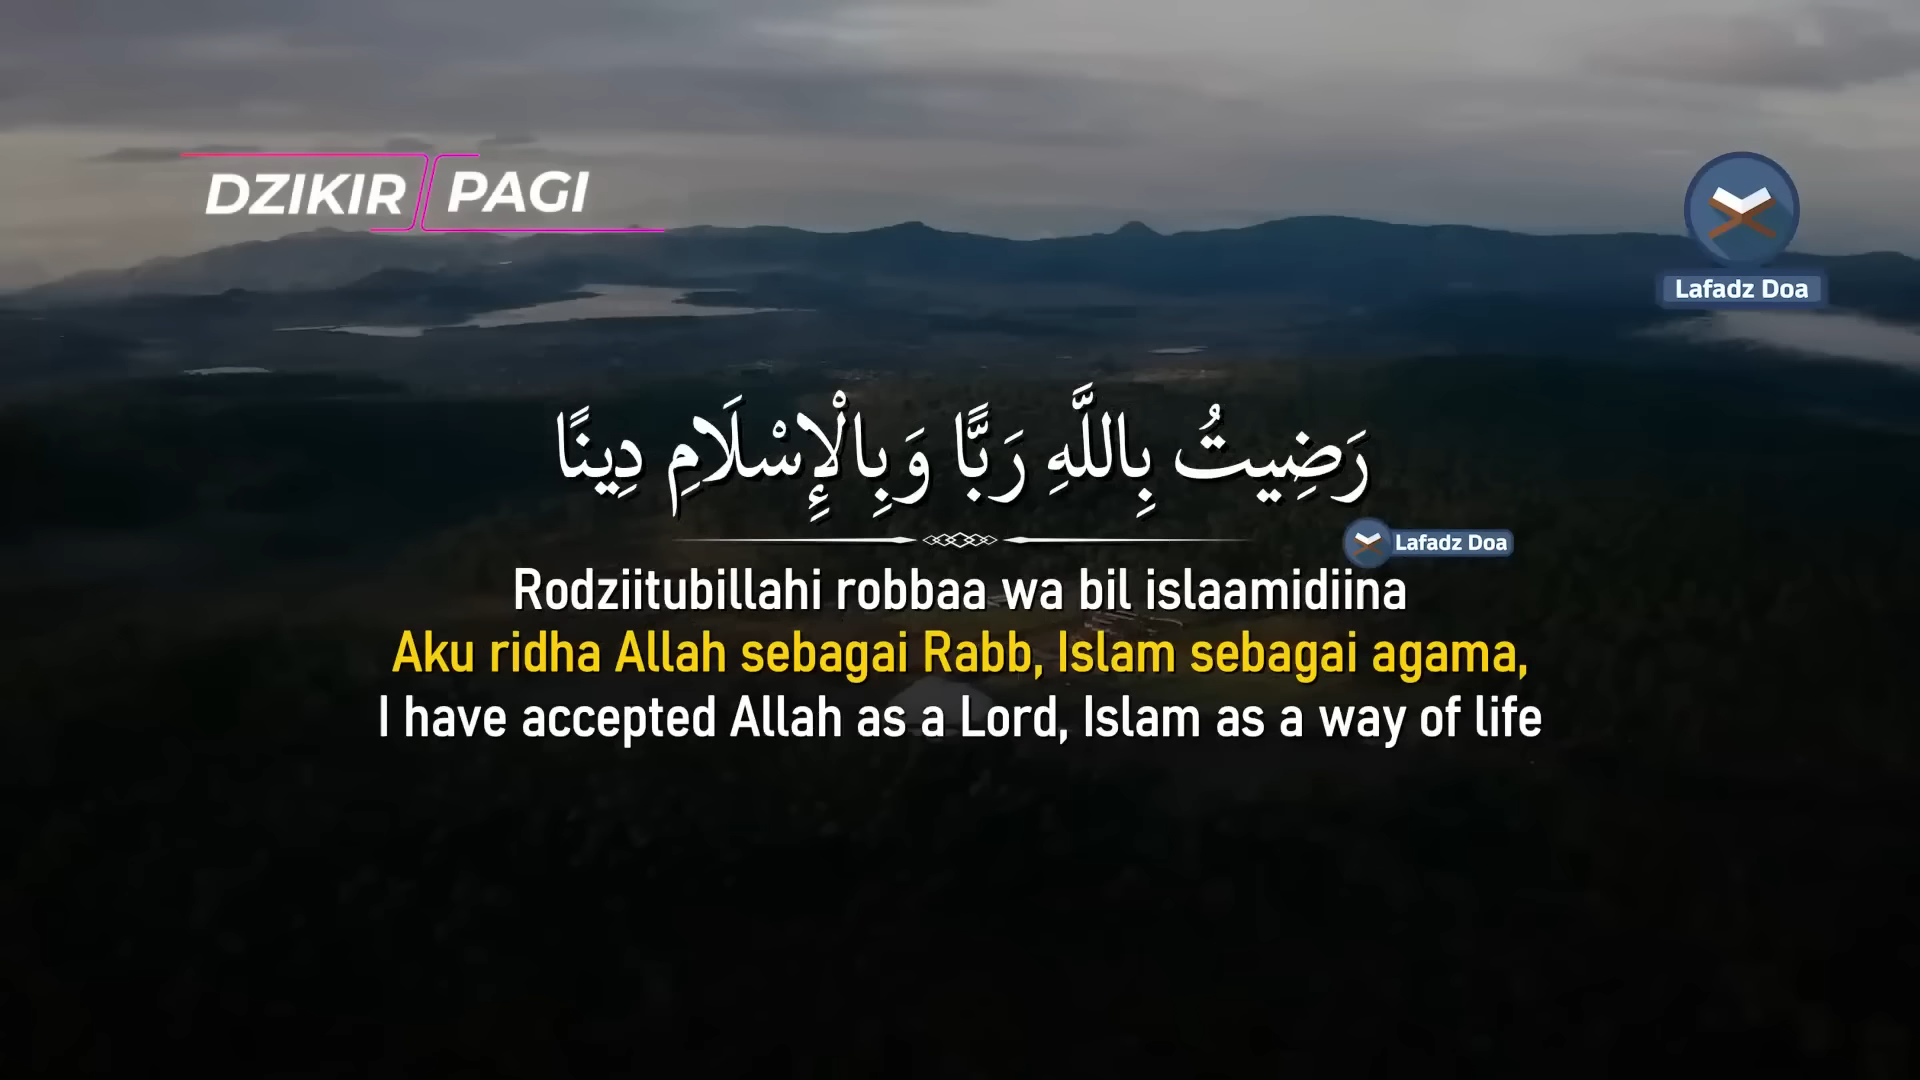 DZIKIR PAGI
Lafadz Doa
رَضِيتُ بِاللَّهِ رَبًّا وَبِالْإِسْلَامِ دِينًا
Lafadz Doa
Rodziitubillahi robbaa wa bil islaamidiina
Aku ridha Allah sebagai Rabb, Islam sebagai agama,
I have accepted Allah as a Lord, Islam as a way of life